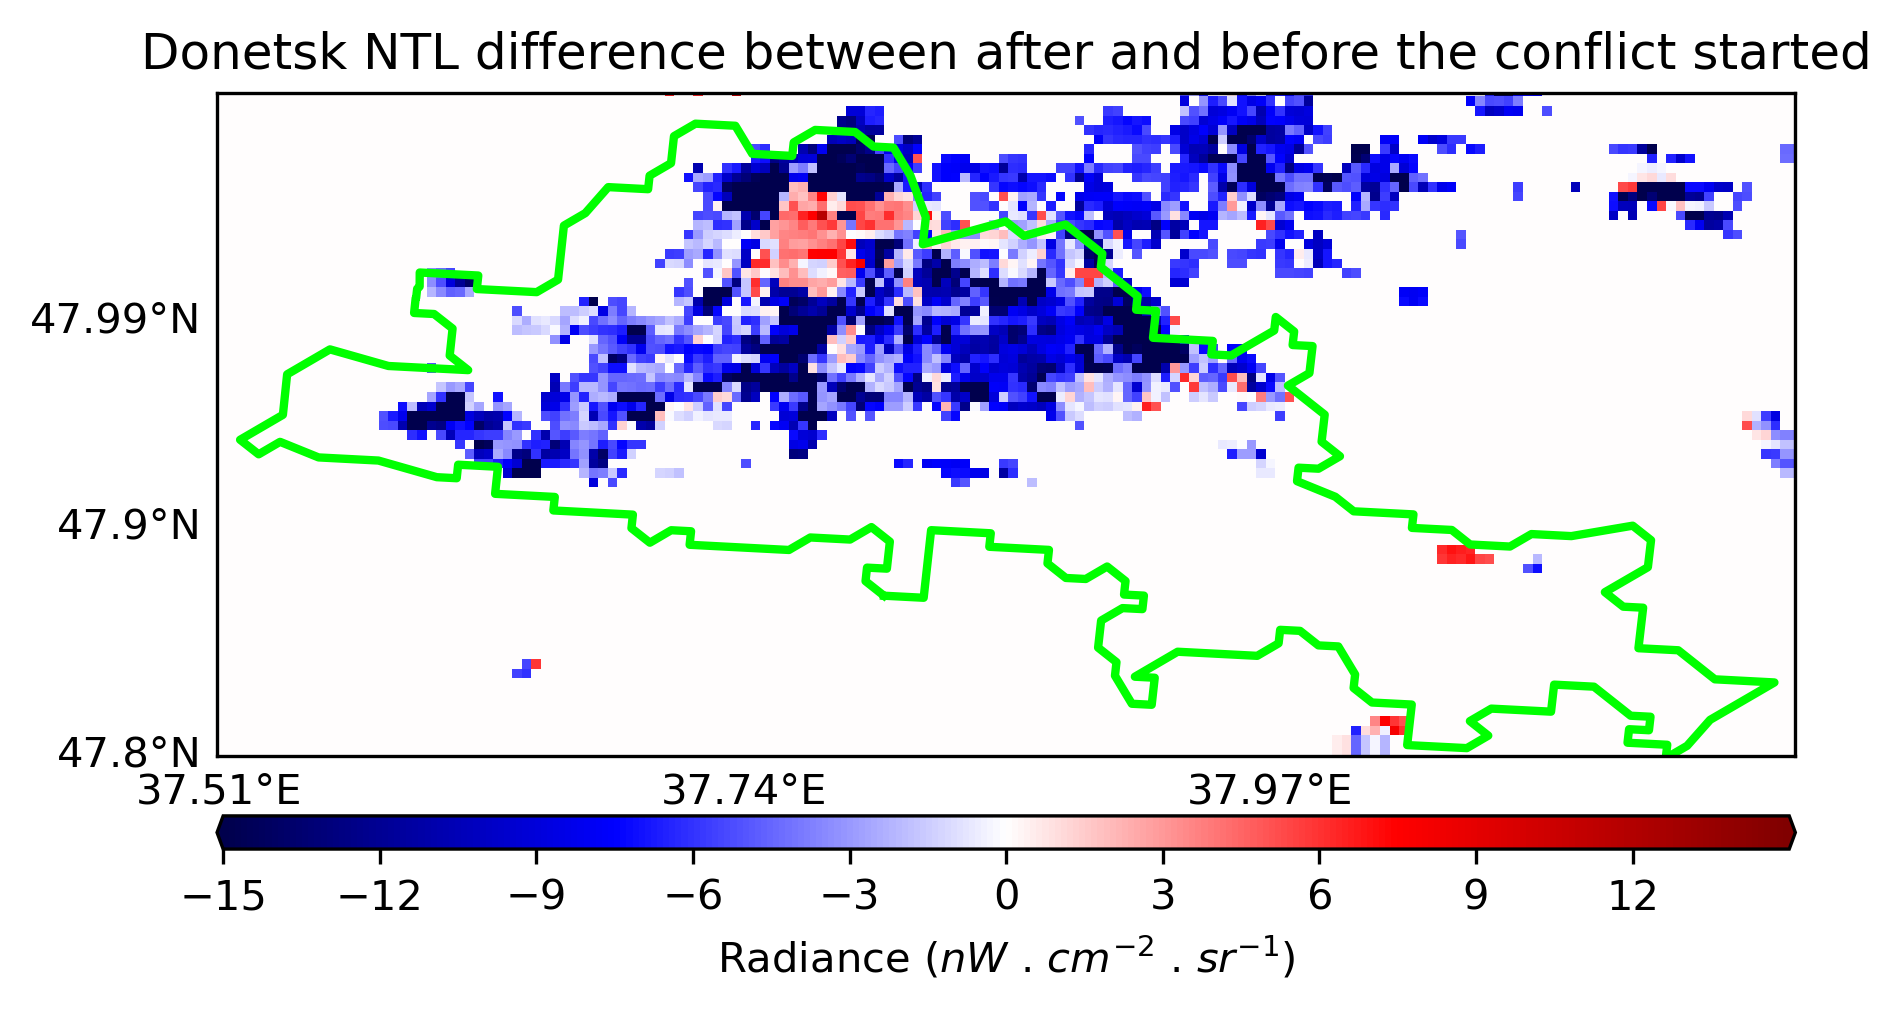 Donetsk NTL difference between after and before the conflict started
47.99°N
47.9°N
47.8°N
37.51°E 37.74°E 37.97°E
−15 −12 −9 −6 −3 0 3 6 9 12
Radiance (nW . cm⁻² . sr⁻¹)